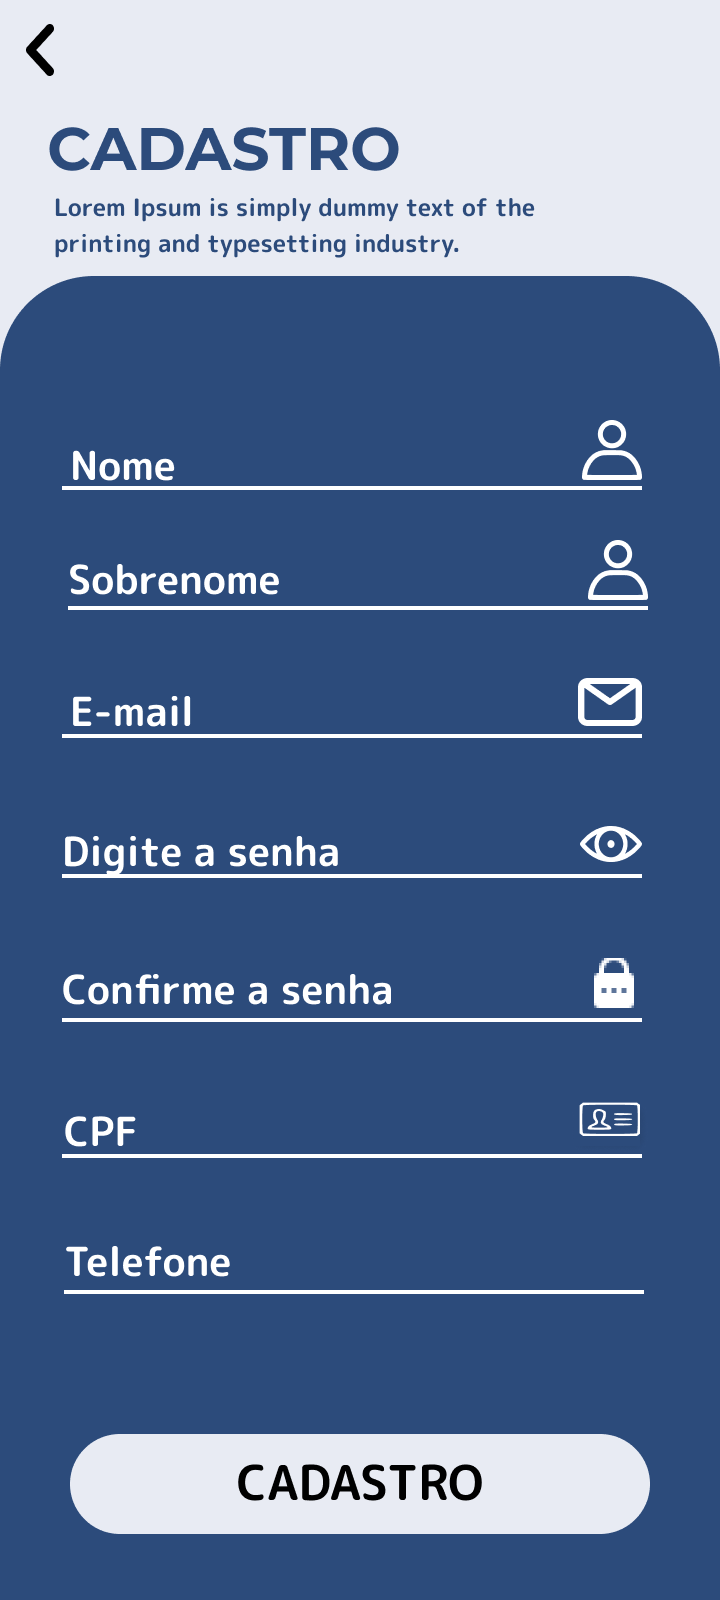 CADASTRO
Lorem Ipsum is simply dummy text of the
printing and typesetting industry.
Nome
Sobrenome
E-mail
Digite a senha
Confirme a senha
CPF
Telefone
CADASTRO